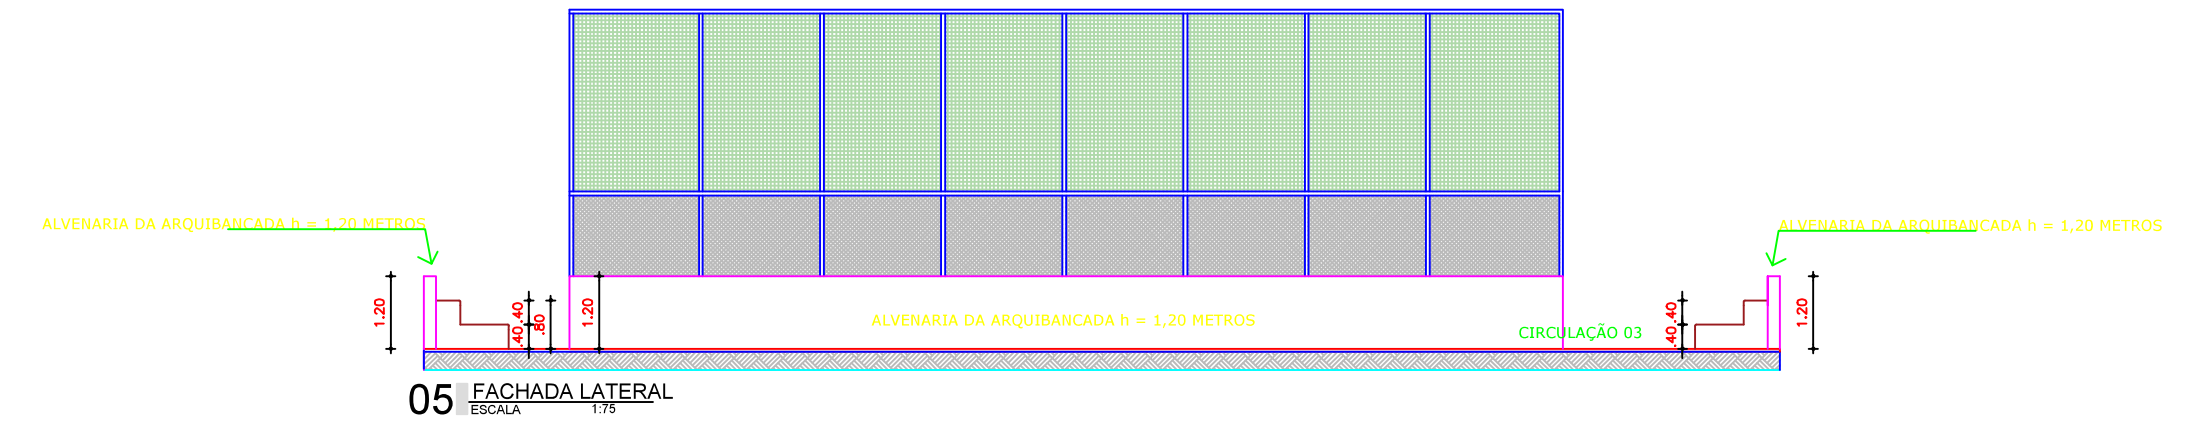 ALVENARIA DA ARQUIBANCADA h = 1,20 METROS
ALVENARIA DA ARQUIBANCADA h = 1,20 METROS
1.20
.40
.40
.80
1.20
ALVENARIA DA ARQUIBANCADA h = 1,20 METROS
CIRCULAÇÃO 03
.40
.40
1.20
05 FACHADA LATERAL
ESCALA 1:75